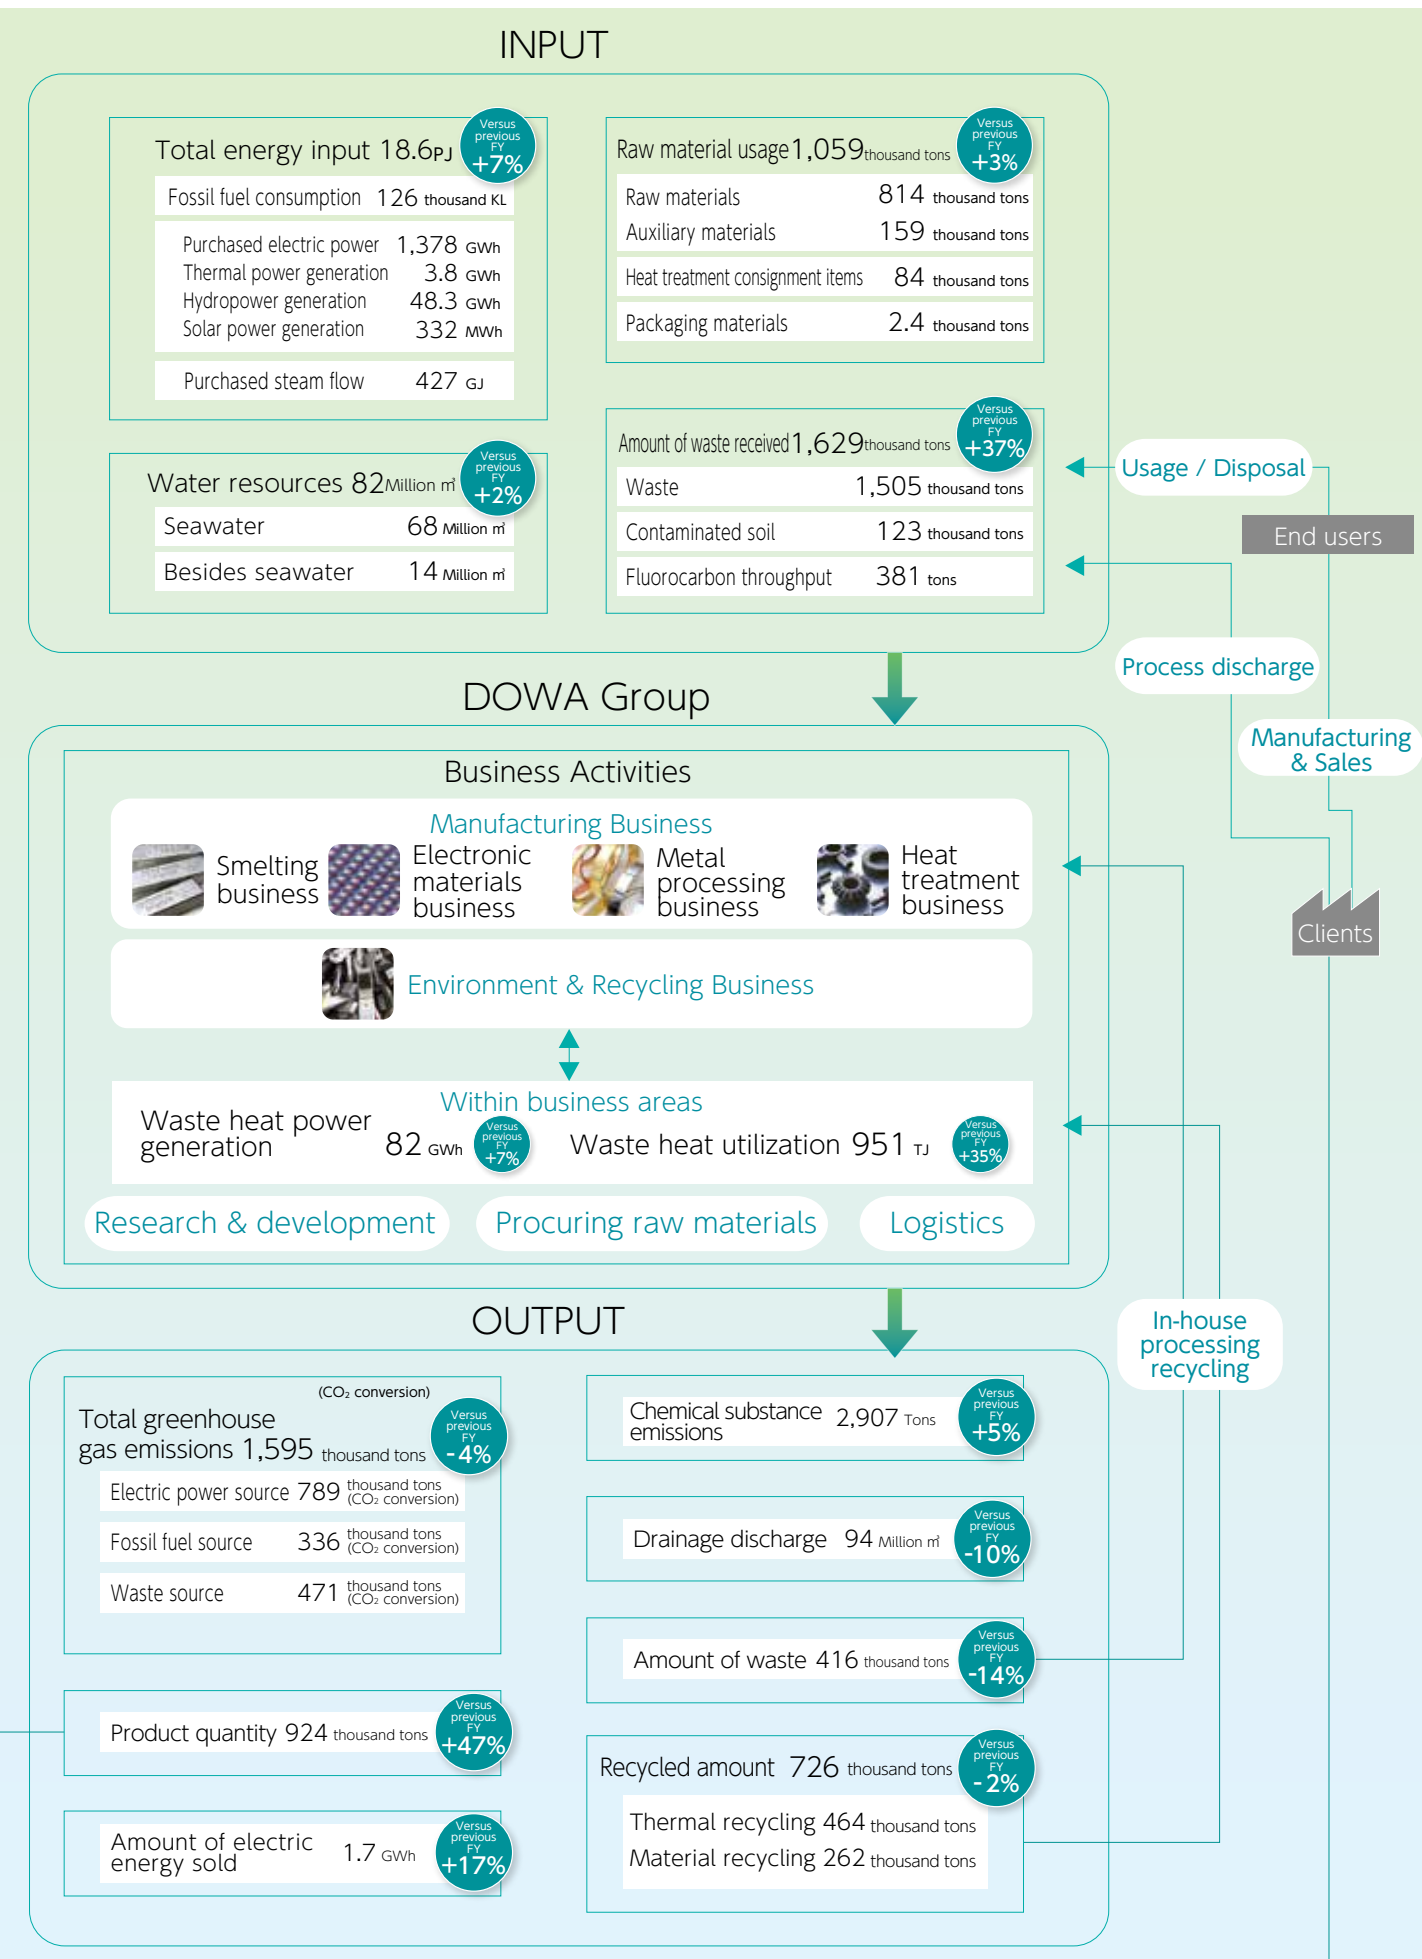 INPUT
Total energy input 18.6PJ
Versus
previous
FY
+7%
Fossil fuel consumption 126 thousand KL
Purchased electric power 1,378 GWh
Thermal power generation 3.8 GWh
Hydropower generation 48.3 GWh
Solar power generation 332 MWh
Purchased steam flow 427 GJ
Water resources 82Million ㎥
Versus
previous
FY
+2%
Seawater 68 Million ㎥
Besides seawater 14 Million ㎥
Raw material usage1,059thousand tons
Versus
previous
FY
+3%
Raw materials 814 thousand tons
Auxiliary materials 159 thousand tons
Heat treatment consignment items 84 thousand tons
Packaging materials 2.4 thousand tons
Amount of waste received1,629thousand tons
Versus
previous
FY
+37%
Waste 1,505 thousand tons
Contaminated soil 123 thousand tons
Fluorocarbon throughput 381 tons
Usage / Disposal
End users
Process discharge
Manufacturing
& Sales
Clients
DOWA Group
Business Activities
Manufacturing Business
Smelting
business
Electronic
materials
business
Metal
processing
business
Heat
treatment
business
Environment & Recycling Business
Within business areas
Waste heat power
generation 82 GWh
Versus
previous
FY
+7%
Waste heat utilization 951 TJ
Versus
previous
FY
+35%
Research & development
Procuring raw materials
Logistics
In-house
processing
recycling
OUTPUT
(CO₂ conversion)
Total greenhouse
gas emissions 1,595 thousand tons
Versus
previous
FY
-4%
Electric power source 789 thousand tons
(CO₂ conversion)
Fossil fuel source 336 thousand tons
(CO₂ conversion)
Waste source 471 thousand tons
(CO₂ conversion)
Product quantity 924 thousand tons
Versus
previous
FY
+47%
Amount of electric
energy sold 1.7 GWh
Versus
previous
FY
+17%
Chemical substance
emissions 2,907 Tons
Versus
previous
FY
+5%
Drainage discharge 94 Million ㎥
Versus
previous
FY
-10%
Amount of waste 416 thousand tons
Versus
previous
FY
-14%
Recycled amount 726 thousand tons
Versus
previous
FY
-2%
Thermal recycling 464 thousand tons
Material recycling 262 thousand tons